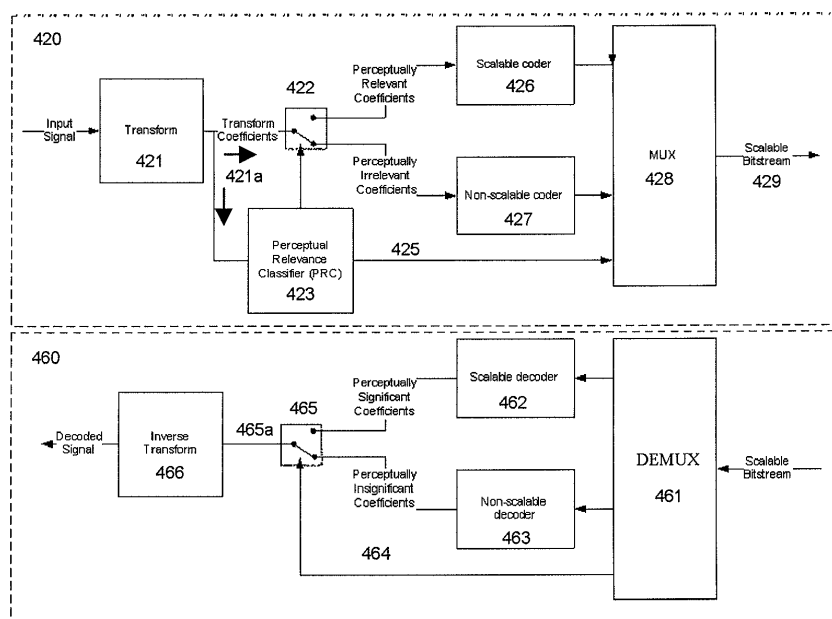 420
Input
Signal
Transform
421
Transform
Coefficients
421a
422
Perceptually
Relevant
Coefficients
Perceptually
Irrelevant
Coefficients
Scalable coder
426
Non-scalable coder
427
Perceptual
Relevance
Classifier (PRC)
423
425
MUX
428
Scalable
Bitstream
429
460
Decoded
Signal
Inverse
Transform
466
465a
465
Perceptually
Significant
Coefficients
Perceptually
Insignificant
Coefficients
Scalable decoder
462
Non-scalable
decoder
463
464
DEMUX
461
Scalable
Bitstream